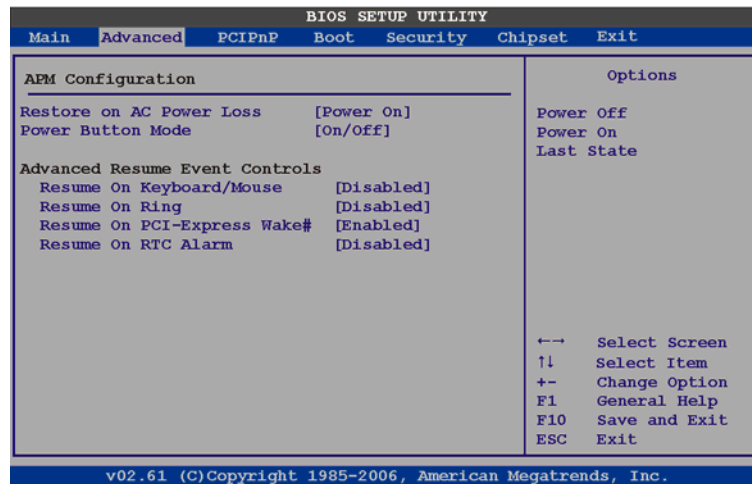 BIOS SETUP UTILITY
Main Advanced PCIPnP Boot Security Chipset Exit
APM Configuration
Restore on AC Power Loss [Power On]
Power Button Mode [On/Off]
Advanced Resume Event Controls
Resume On Keyboard/Mouse [Disabled]
Resume On Ring [Disabled]
Resume On PCI-Express Wake# [Enabled]
Resume On RTC Alarm [Disabled]
Options
Power Off
Power On
Last State
←→ Select Screen
↑↓ Select Item
+- Change Option
F1 General Help
F10 Save and Exit
ESC Exit
v02.61 (C)Copyright 1985-2006, American Megatrends, Inc.